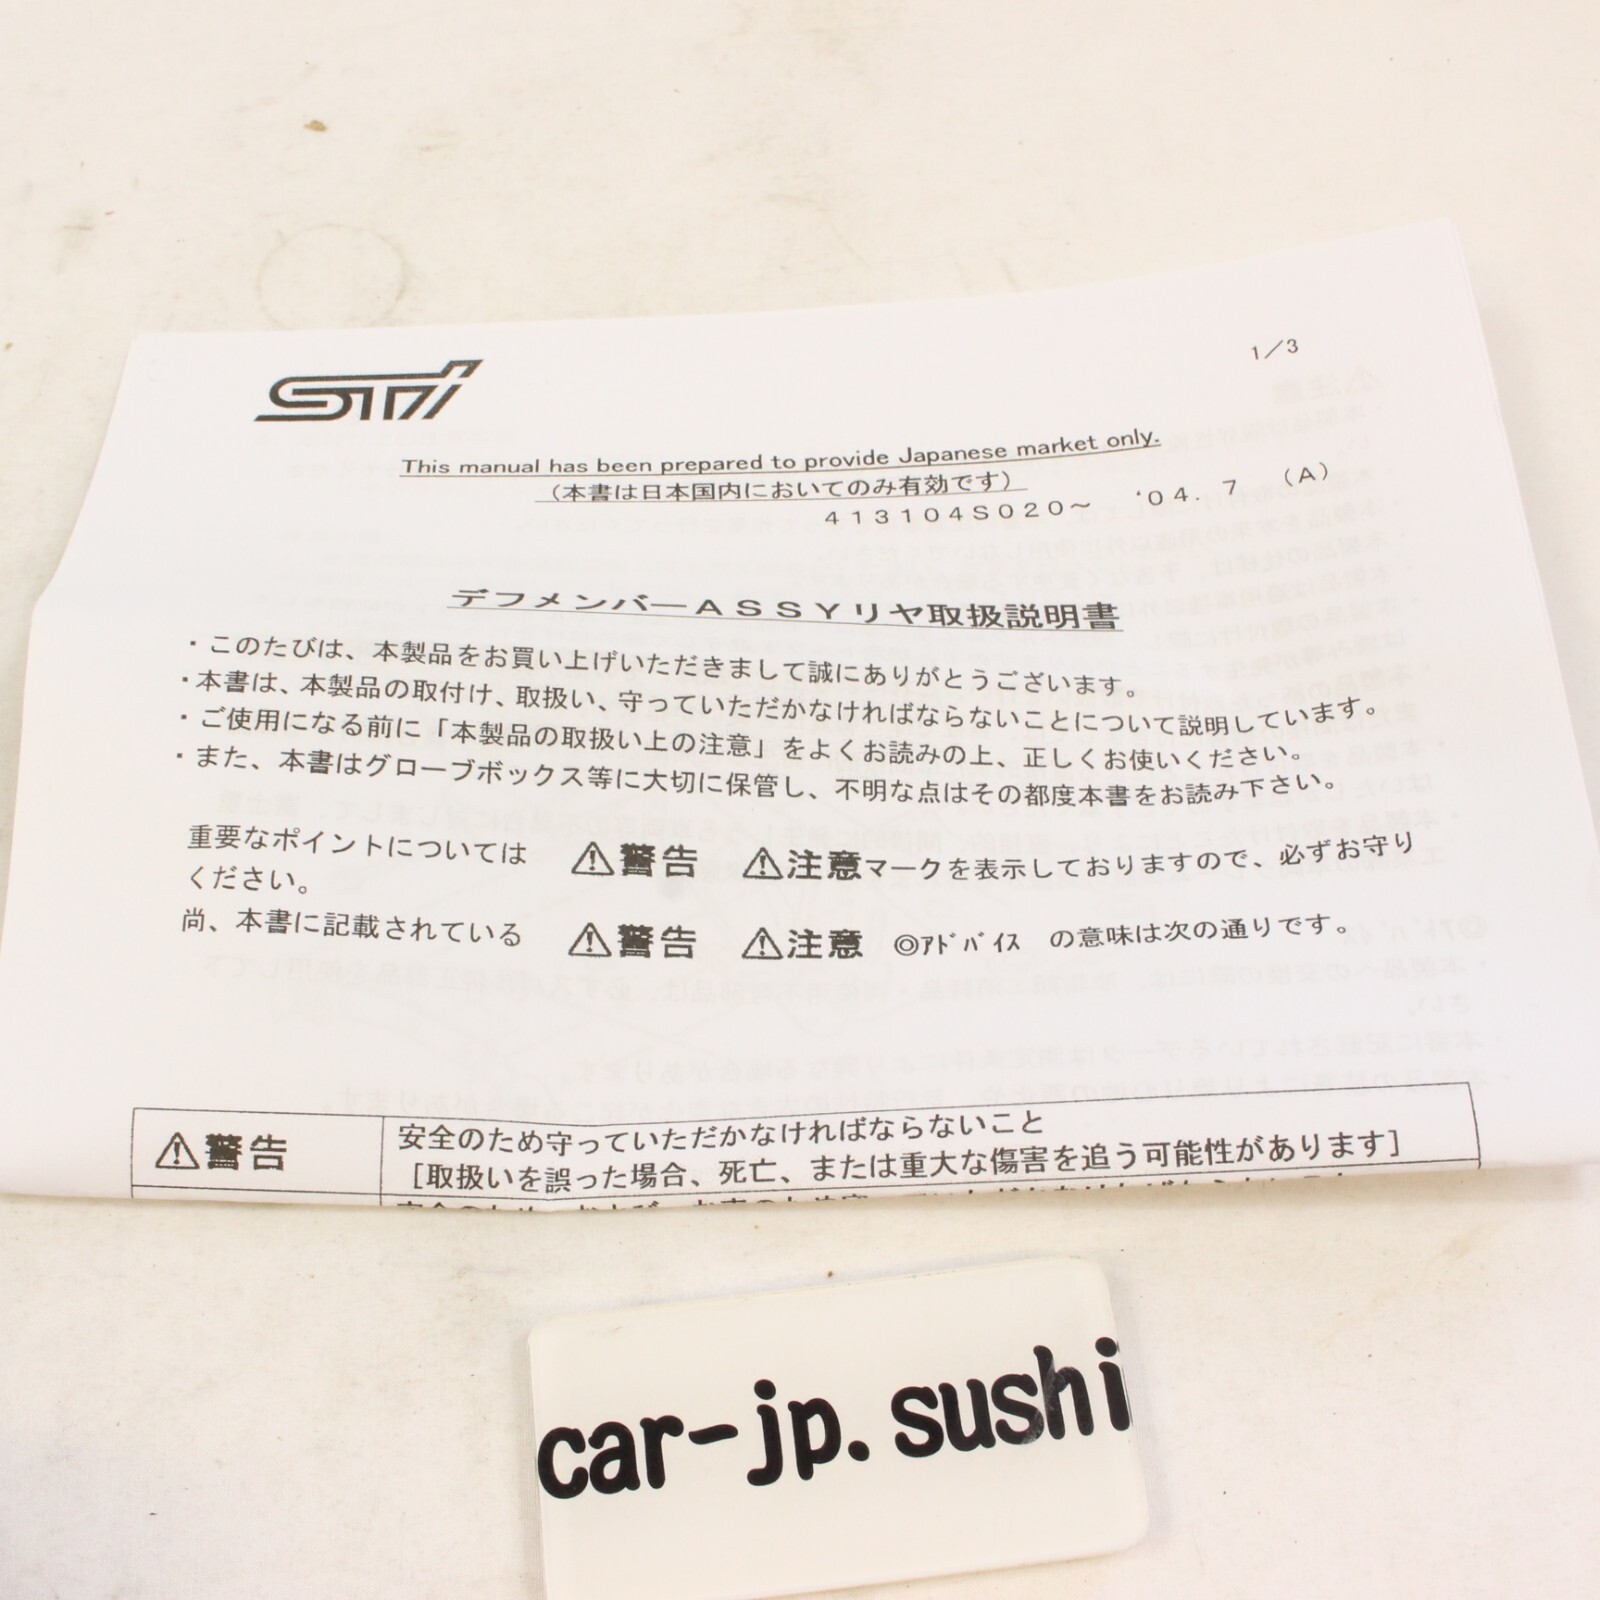 STi
1／3
This manual has been prepared to provide Japanese market only.
（本書は日本国内においてのみ有効です）
413104S020～ '04．7 （A）
デフメンバーＡＳＳＹリヤ取扱説明書
・このたびは、本製品をお買い上げいただきまして誠にありがとうございます。
・本書は、本製品の取付け、取扱い、守っていただかなければならないことについて説明しています。
・ご使用になる前に「本製品の取扱い上の注意」をよくお読みの上、正しくお使いください。
・また、本書はグローブボックス等に大切に保管し、不明な点はその都度本書をお読み下さい。
重要なポイントについては ⚠警告 ⚠注意マークを表示しておりますので、必ずお守り
ください。
尚、本書に記載されている ⚠警告 ⚠注意 ◎ｱﾄﾞﾊﾞｲｽ の意味は次の通りです。
⚠警告 安全のため守っていただかなければならないこと
［取扱いを誤った場合、死亡、または重大な傷害を追う可能性があります］
car-jp.sushi